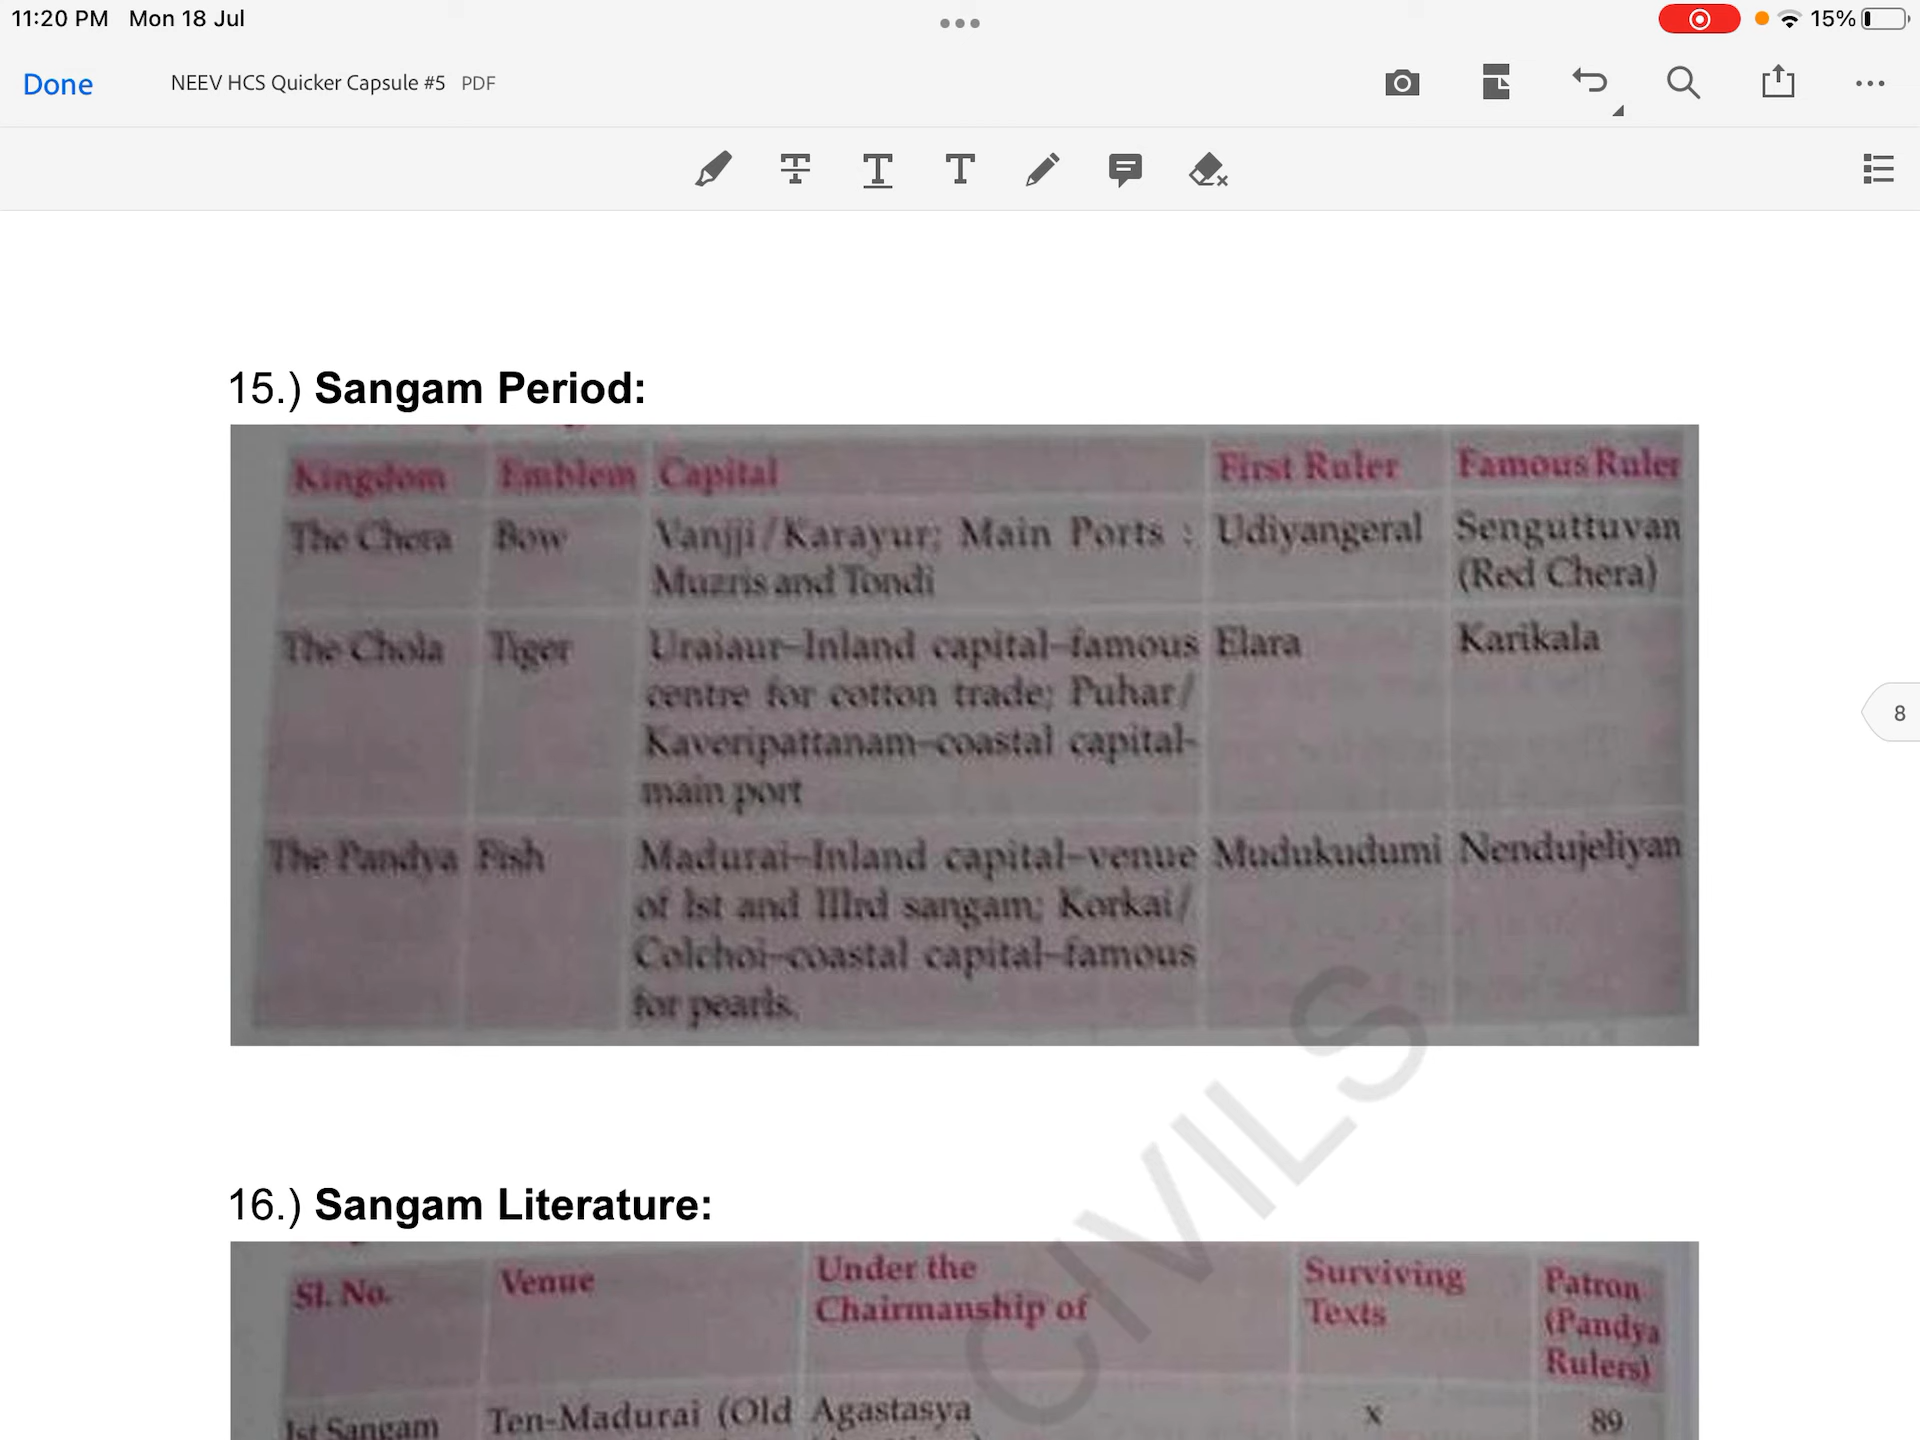 11:20 PM Mon 18 Jul
15%
Done
NEEV HCS Quicker Capsule #5 PDF
15.) Sangam Period:
Kingdom Emblem Capital First Ruler Famous Ruler
The Chera Bow Vanjji/Karayur; Main Ports : Udiyangeral Senguttuvan
Muzris and Tondi (Red Chera)
The Chola Tiger Uraiaur–Inland capital–famous Elara Karikala
centre for cotton trade; Puhar/
Kaveripattanam–coastal capital-
main port
The Pandya Fish Madurai–Inland capital–venue Mudukudumi Nendujeliyan
of Ist and IIIrd sangam; Korkai/
Colchoi–coastal capital–famous
for pearls.
8
16.) Sangam Literature:
Sl. No. Venue Under the Surviving Patron
Chairmanship of Texts (Pandya
Rulers)
Ist Sangam Ten-Madurai (Old Agastasya x 89
CIVILS